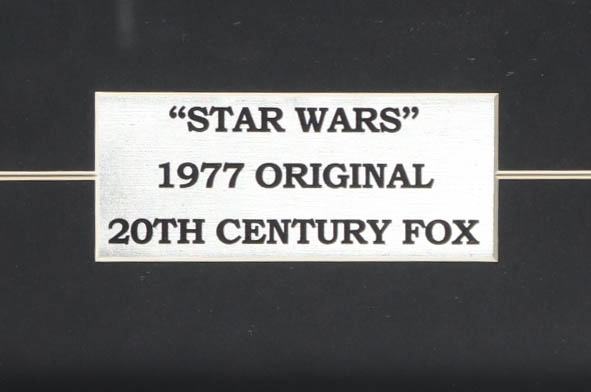 “STAR WARS”
1977 ORIGINAL
20TH CENTURY FOX